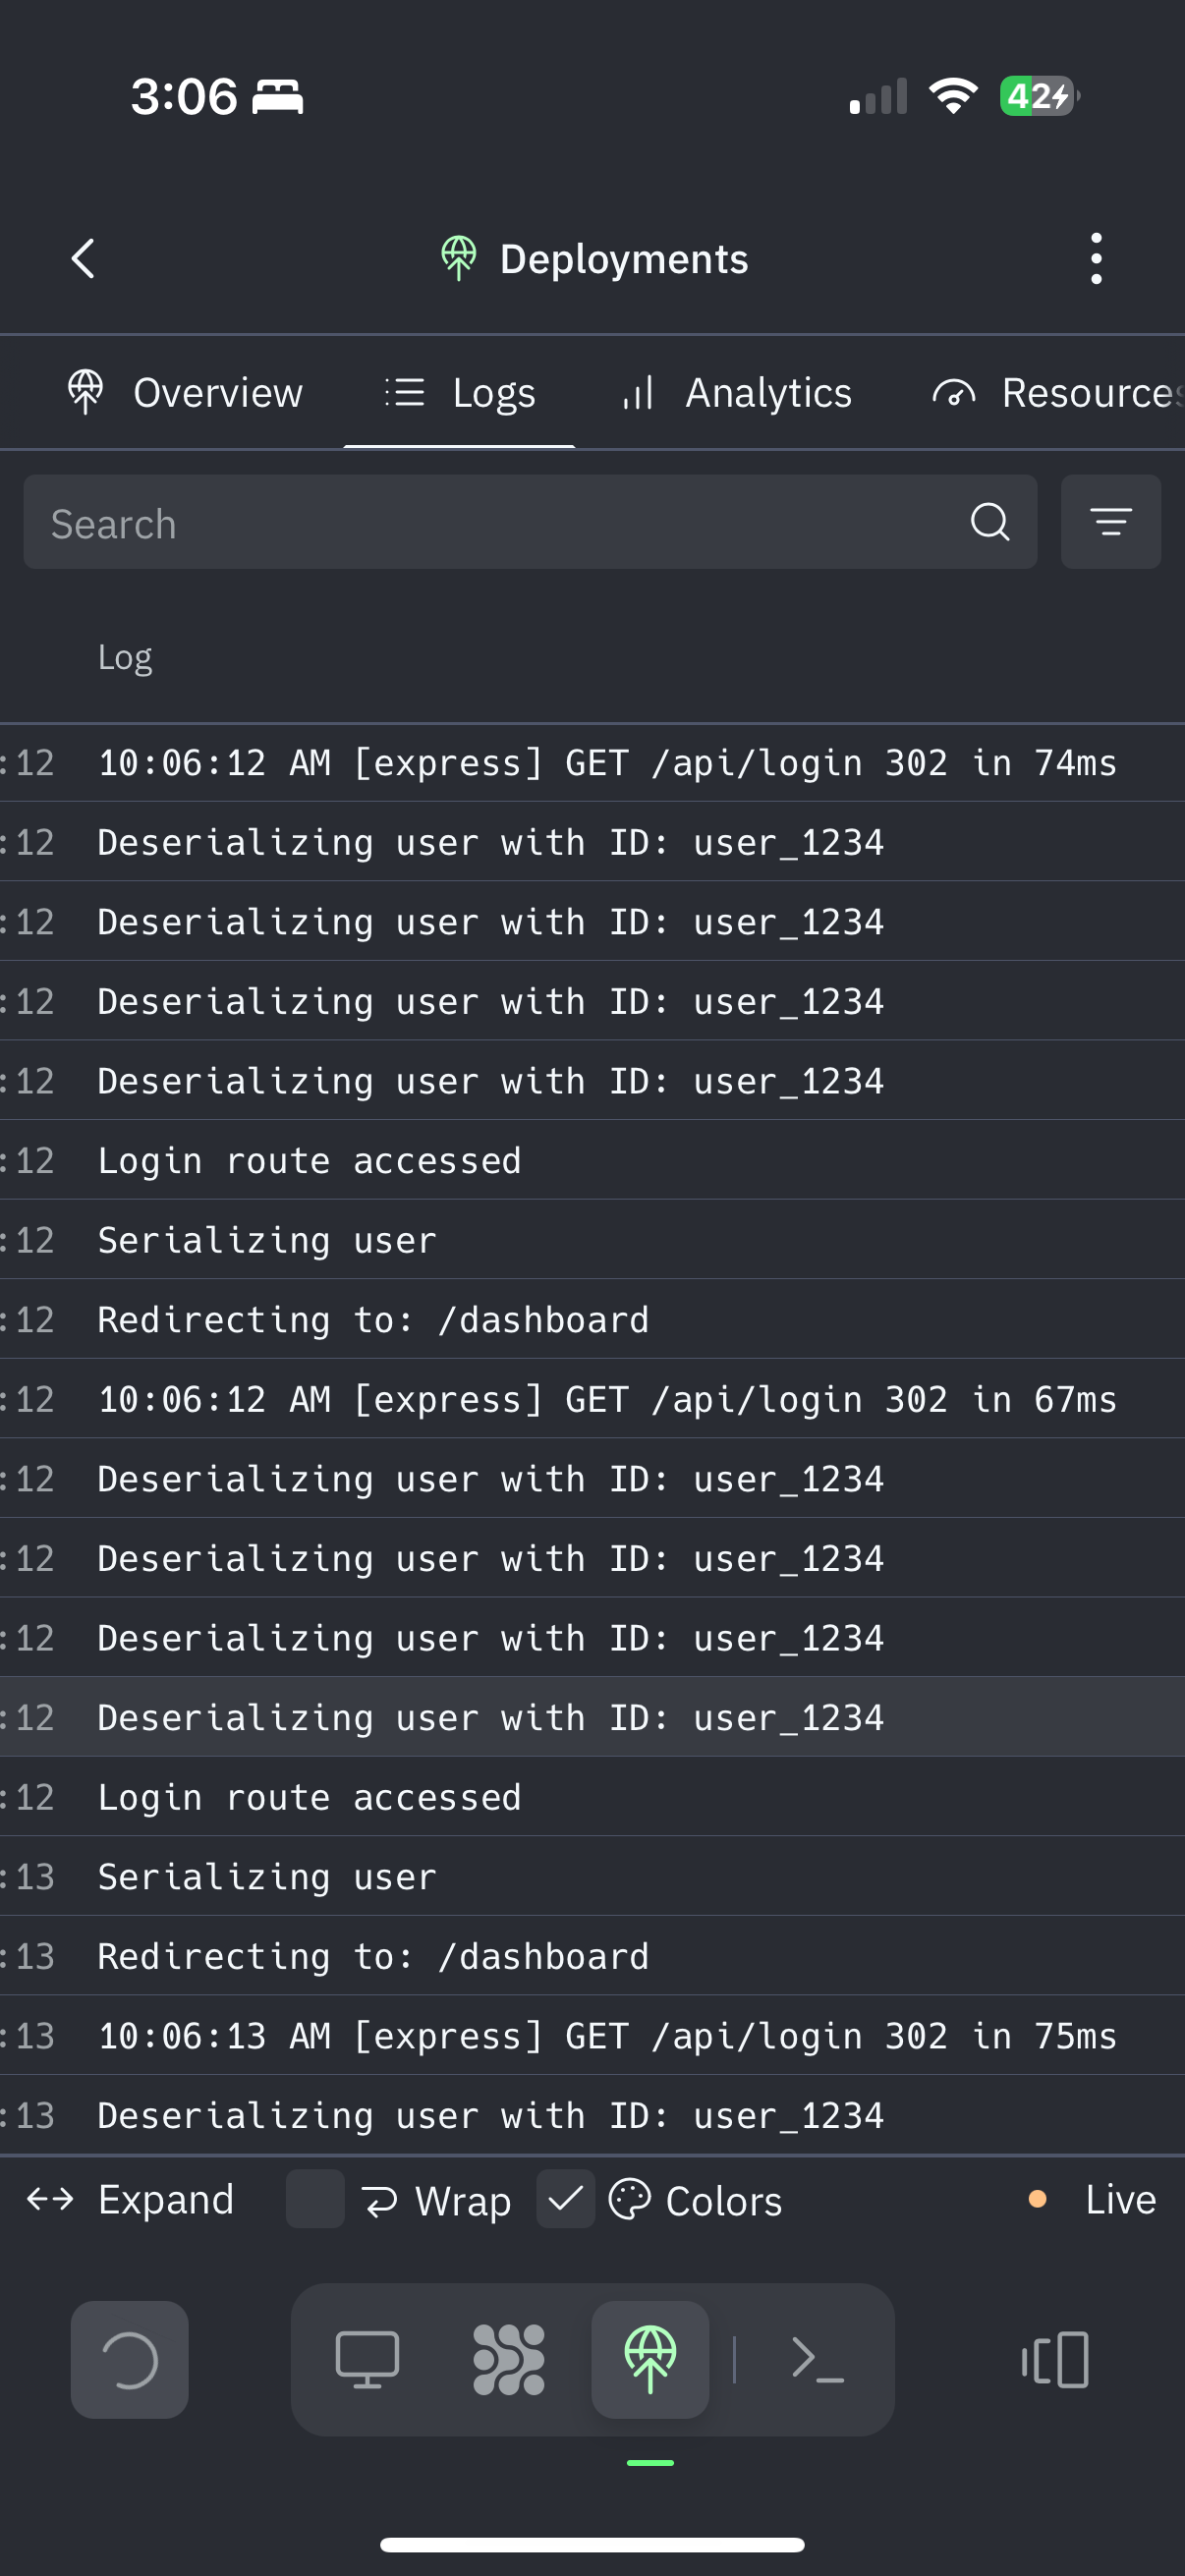 3:06
42
Deployments
Overview Logs Analytics Resources
Search
Log
:12 10:06:12 AM [express] GET /api/login 302 in 74ms
:12 Deserializing user with ID: user_1234
:12 Deserializing user with ID: user_1234
:12 Deserializing user with ID: user_1234
:12 Deserializing user with ID: user_1234
:12 Login route accessed
:12 Serializing user
:12 Redirecting to: /dashboard
:12 10:06:12 AM [express] GET /api/login 302 in 67ms
:12 Deserializing user with ID: user_1234
:12 Deserializing user with ID: user_1234
:12 Deserializing user with ID: user_1234
:12 Deserializing user with ID: user_1234
:12 Login route accessed
:13 Serializing user
:13 Redirecting to: /dashboard
:13 10:06:13 AM [express] GET /api/login 302 in 75ms
:13 Deserializing user with ID: user_1234
Expand Wrap Colors Live